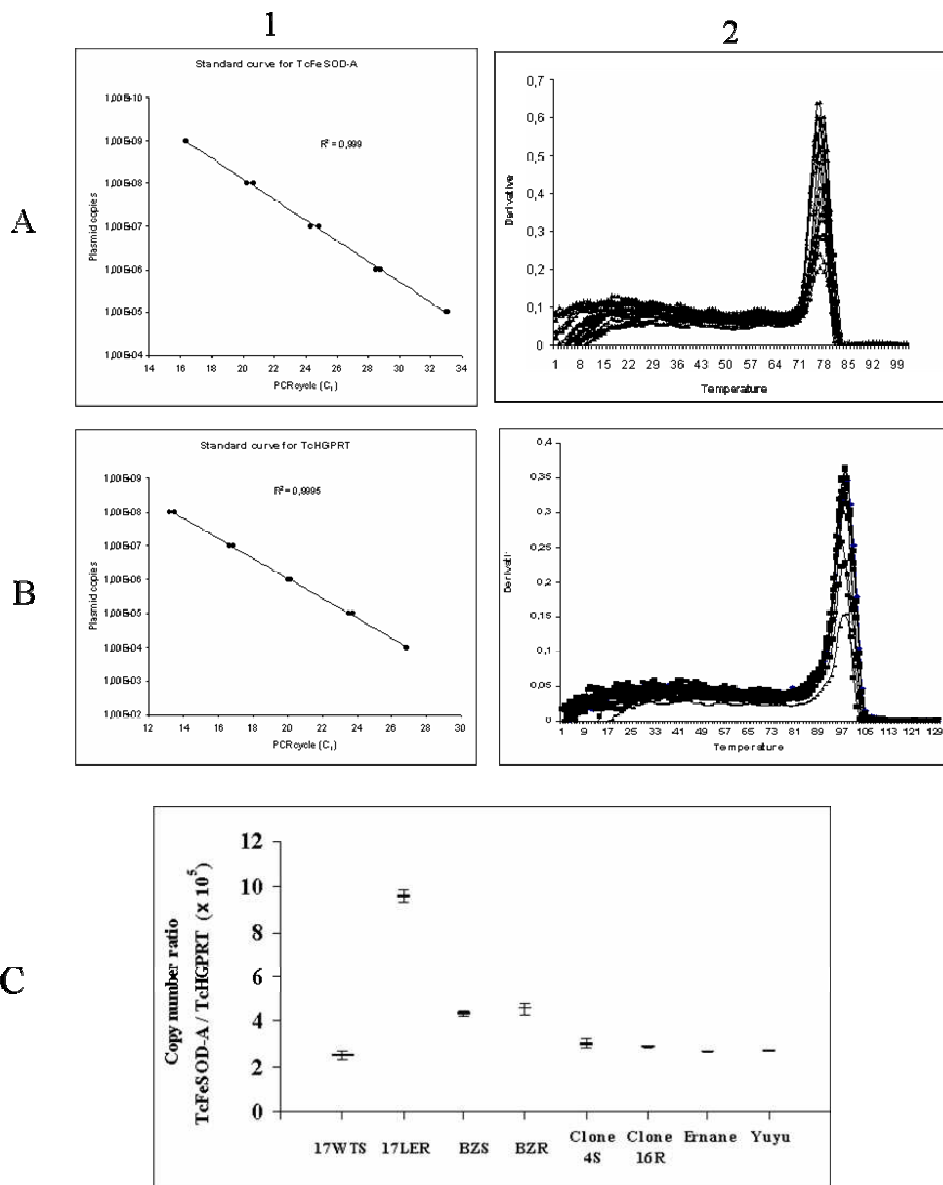 1
2
A
Standard curve for TcFeSOD-A
Plasmid copies
1,00E-10
1,00E-09
1,00E-08
1,00E-07
1,00E-06
1,00E-05
1,00E-04
R² = 0,999
14 16 18 20 22 24 26 28 30 32 34
PCR cycle (Cₜ)
Derivative
0,7
0,6
0,5
0,4
0,3
0,2
0,1
0
1 8 15 22 29 36 43 50 57 64 71 78 85 92 99
Temperature
B
Standard curve for TcHGPRT
Plasmid copies
1,00E-09
1,00E-08
1,00E-07
1,00E-06
1,00E-05
1,00E-04
1,00E-03
1,00E-02
R² = 0,9995
12 14 16 18 20 22 24 26 28 30
PCR cycle (Cₜ)
0,4
0,35
0,3
0,25
0,2
0,15
0,1
0,05
0
1 9 17 25 33 41 49 57 65 73 81 89 97 105 113 121 129
Temperature
C
Copy number ratio
TcFeSOD-A / TcHGPRT (x 10⁵)
12
10
8
6
4
2
0
17WTS 17LER BZS BZR Clone 4S Clone 16R Ernane Yuyu